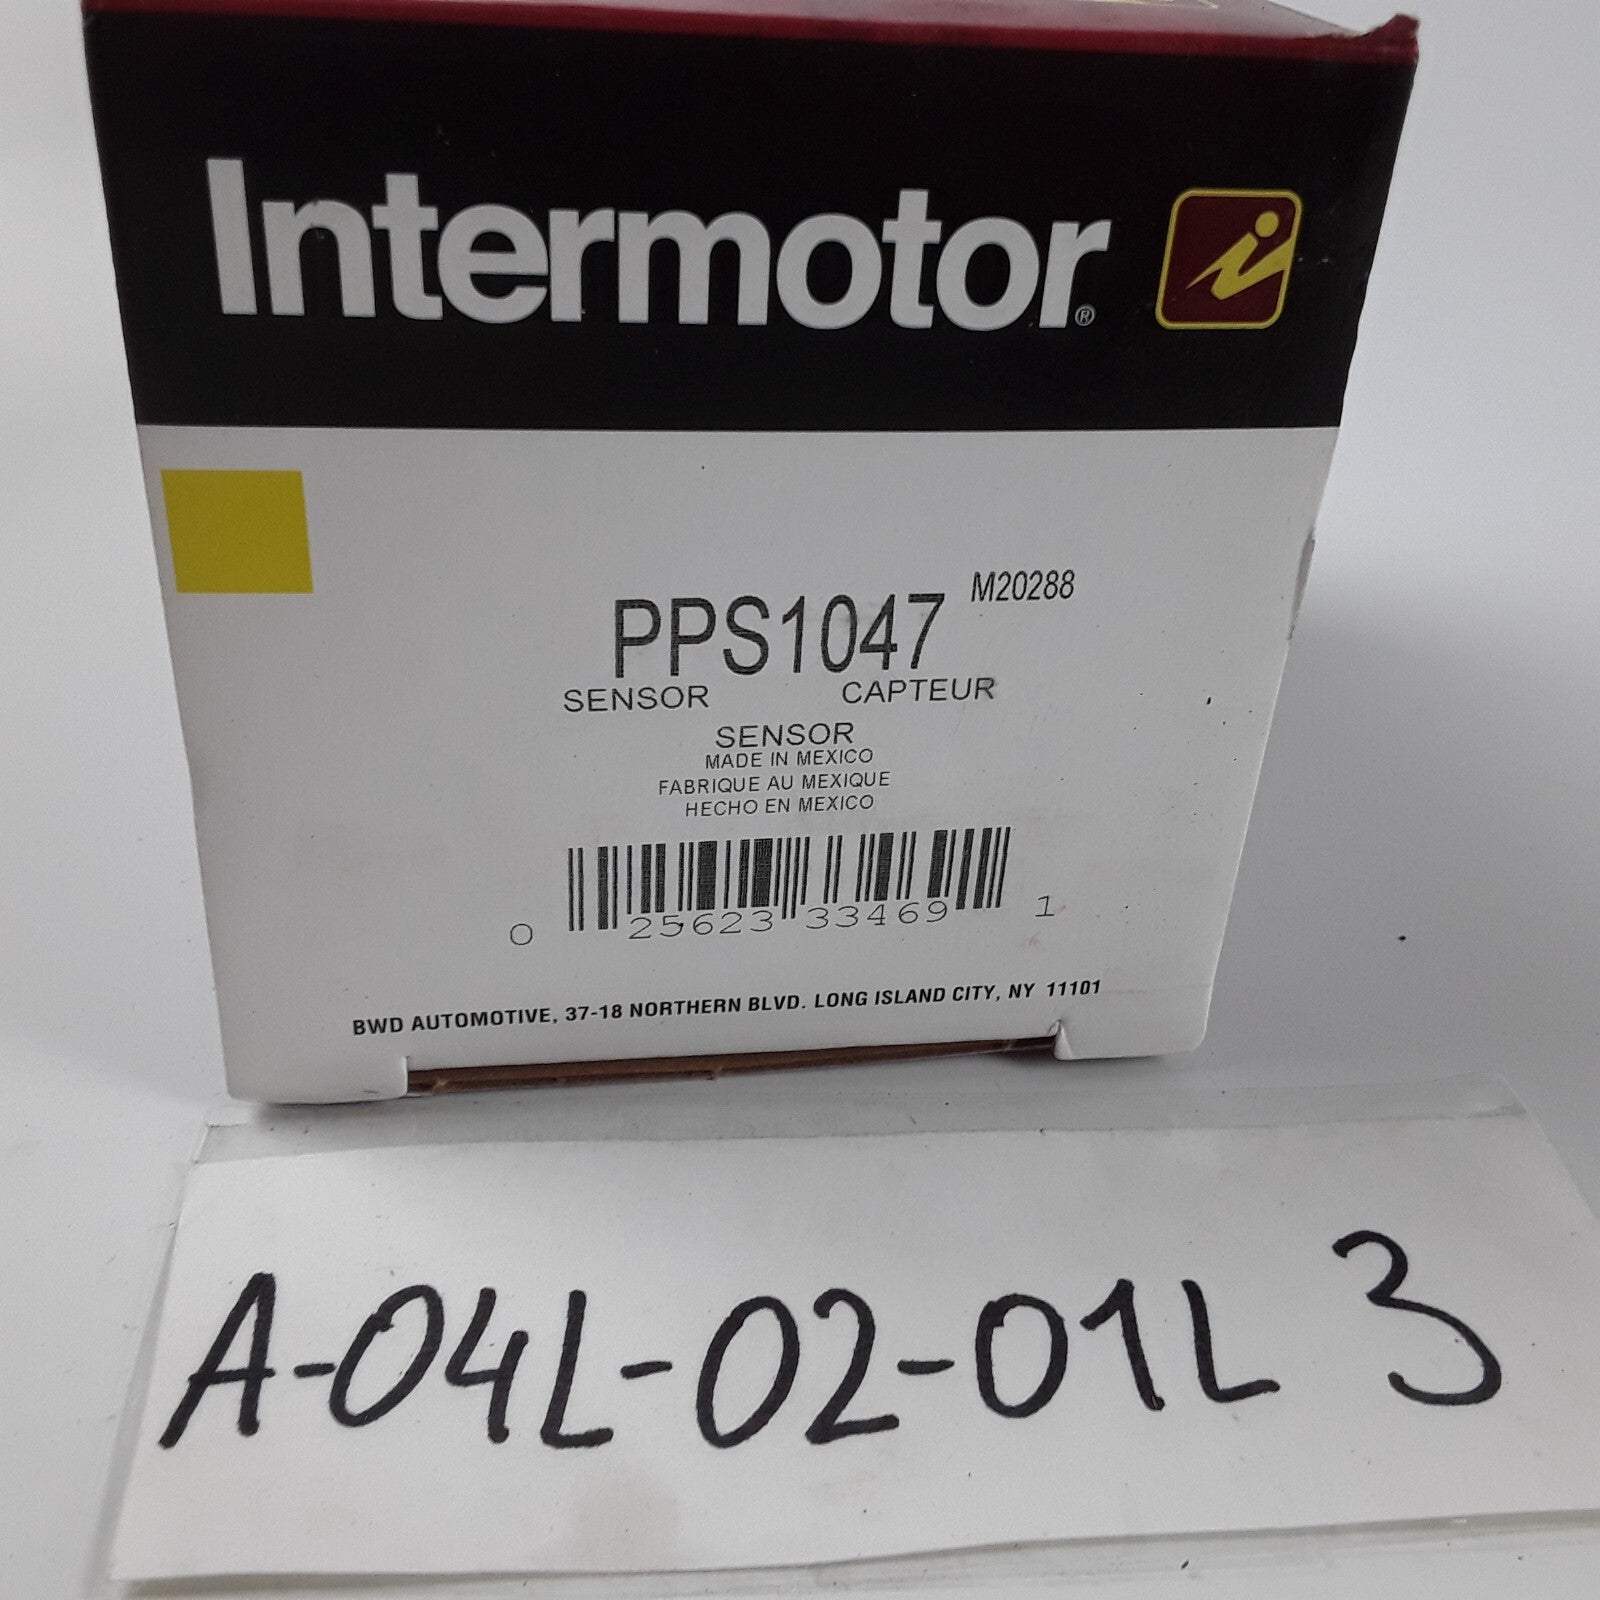 Intermotor®
M20288
PPS1047
SENSOR CAPTEUR
SENSOR
MADE IN MEXICO
FABRIQUE AU MEXIQUE
HECHO EN MEXICO
0 25623 33469 1
BWD AUTOMOTIVE, 37-18 NORTHERN BLVD. LONG ISLAND CITY, NY 11101
A-04L-02-01L 3